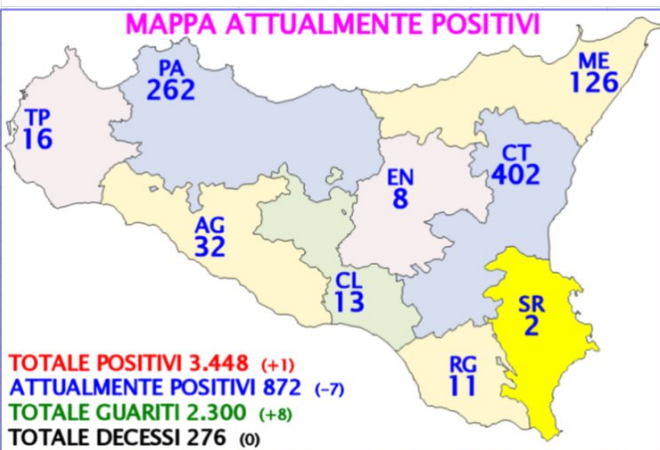 MAPPA ATTUALMENTE POSITIVI
PA
262
ME
126
TP
16
CT
402
EN
8
AG
32
CL
13
SR
2
RG
11
TOTALE POSITIVI 3.448 (+1)
ATTUALMENTE POSITIVI 872 (-7)
TOTALE GUARITI 2.300 (+8)
TOTALE DECESSI 276 (0)